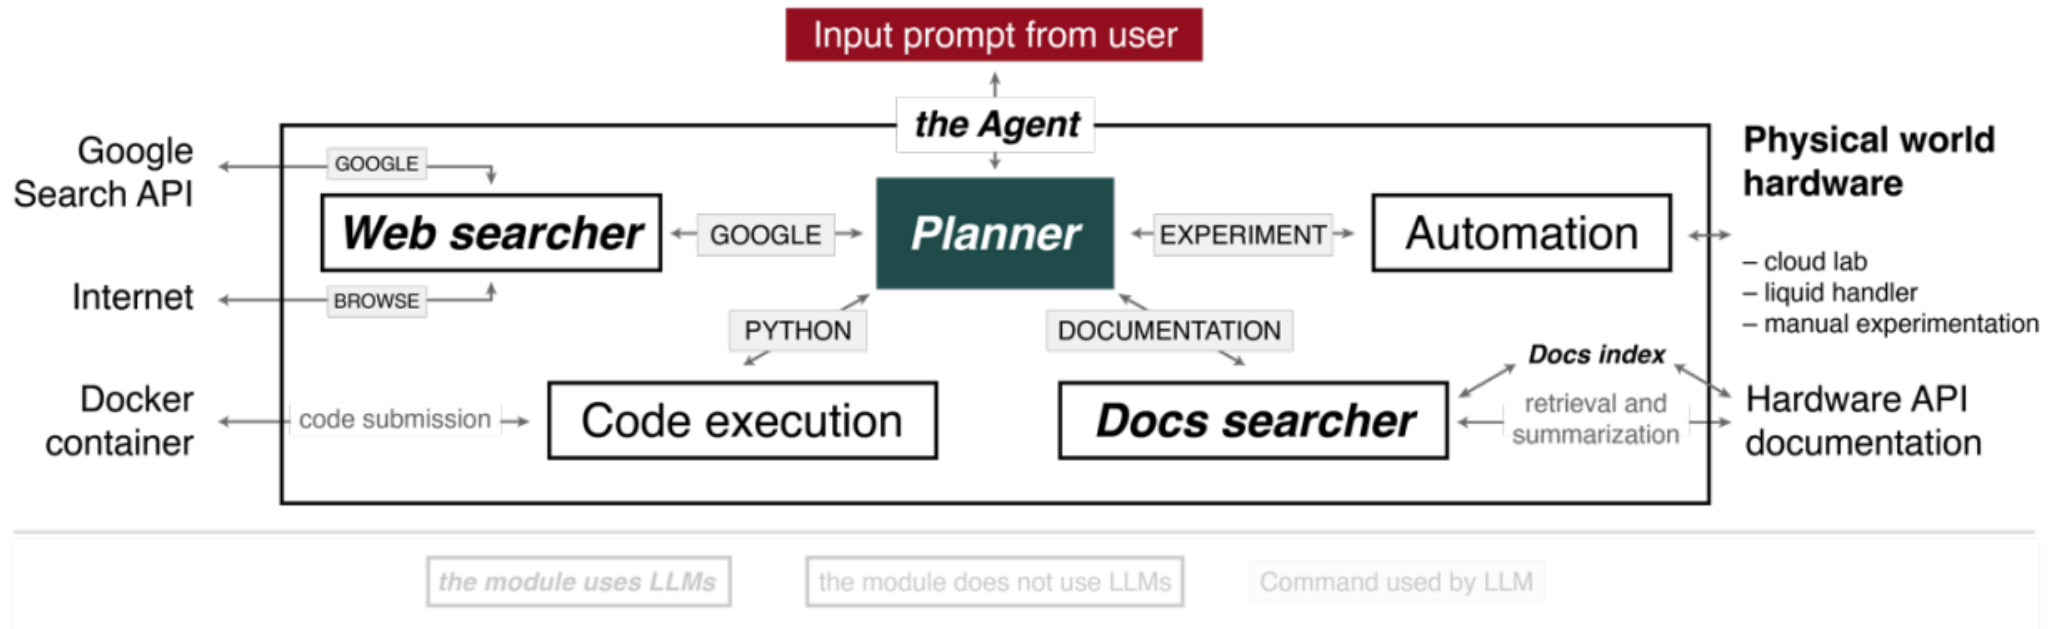 Input prompt from user
the Agent
Google
Search API
GOOGLE
Physical world
hardware
Web searcher
GOOGLE
Planner
EXPERIMENT
Automation
– cloud lab
– liquid handler
– manual experimentation
Internet
BROWSE
PYTHON
DOCUMENTATION
Docs index
Docker
container
code submission
Code execution
Docs searcher
retrieval and
summarization
Hardware API
documentation
the module uses LLMs
the module does not use LLMs
Command used by LLM